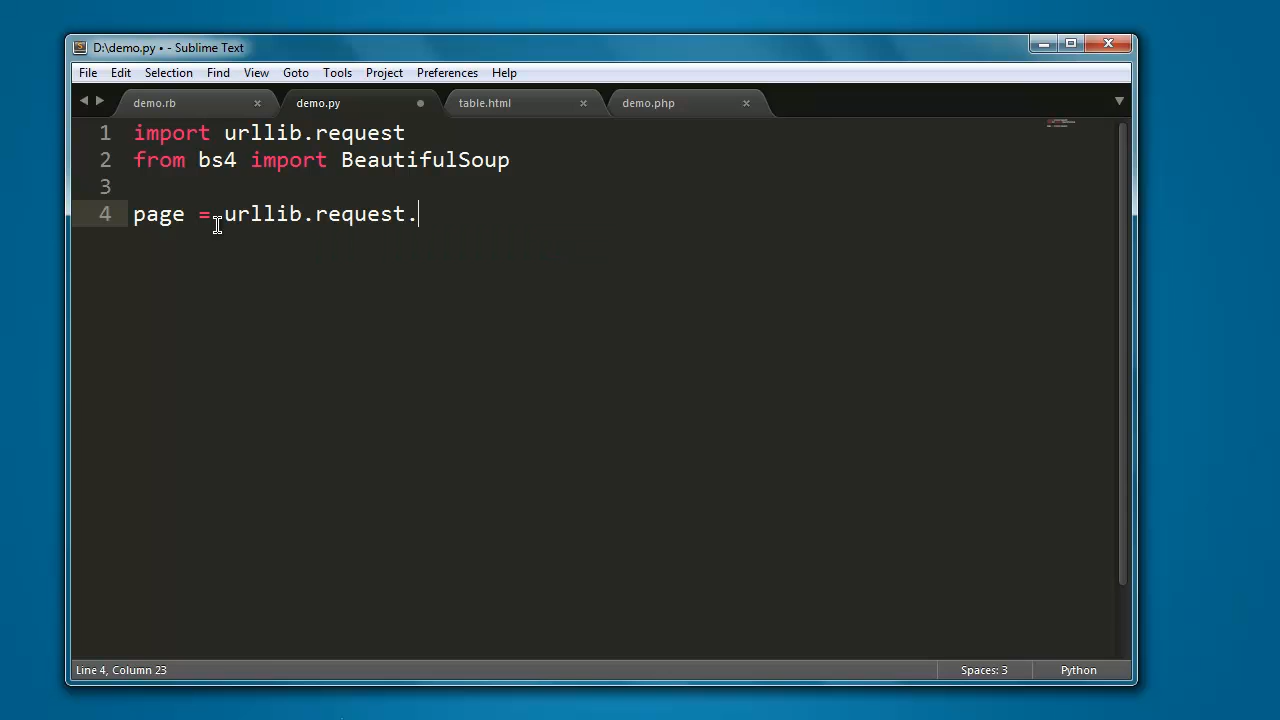 D:\demo.py • - Sublime Text
File Edit Selection Find View Goto Tools Project Preferences Help
demo.rb demo.py table.html demo.php
1 import urllib.request
2 from bs4 import BeautifulSoup
3
4 page = urllib.request.
Line 4, Column 23 Spaces: 3 Python